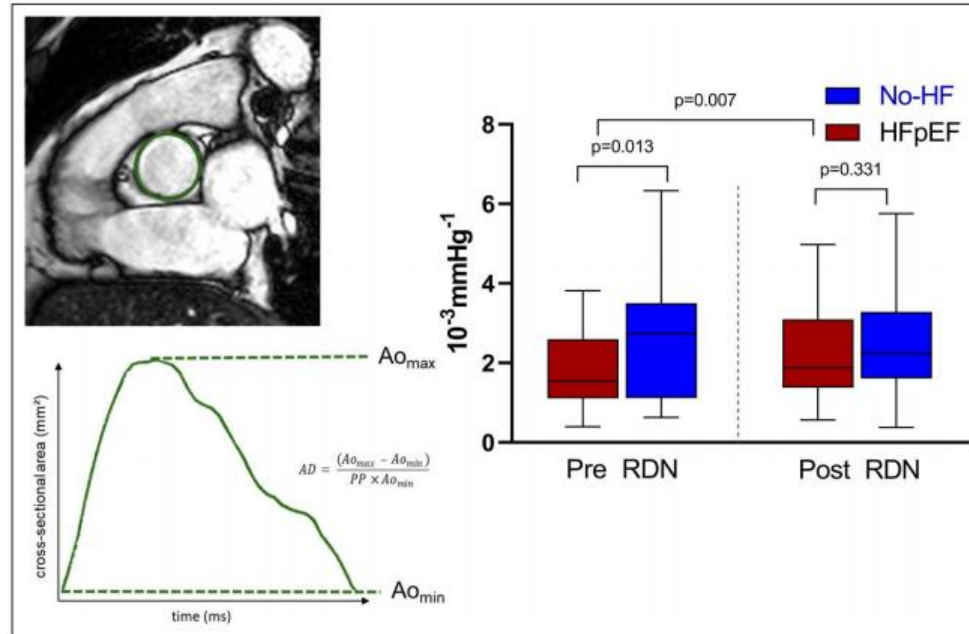 No-HF
HFpEF
p=0.007
p=0.013
p=0.331
8
6
4
2
0
10⁻³mmHg⁻¹
Pre RDN
Post RDN
Ao_max
Ao_min
cross-sectional area (mm²)
time (ms)
AD = (Ao_max − Ao_min) / PP × Ao_min